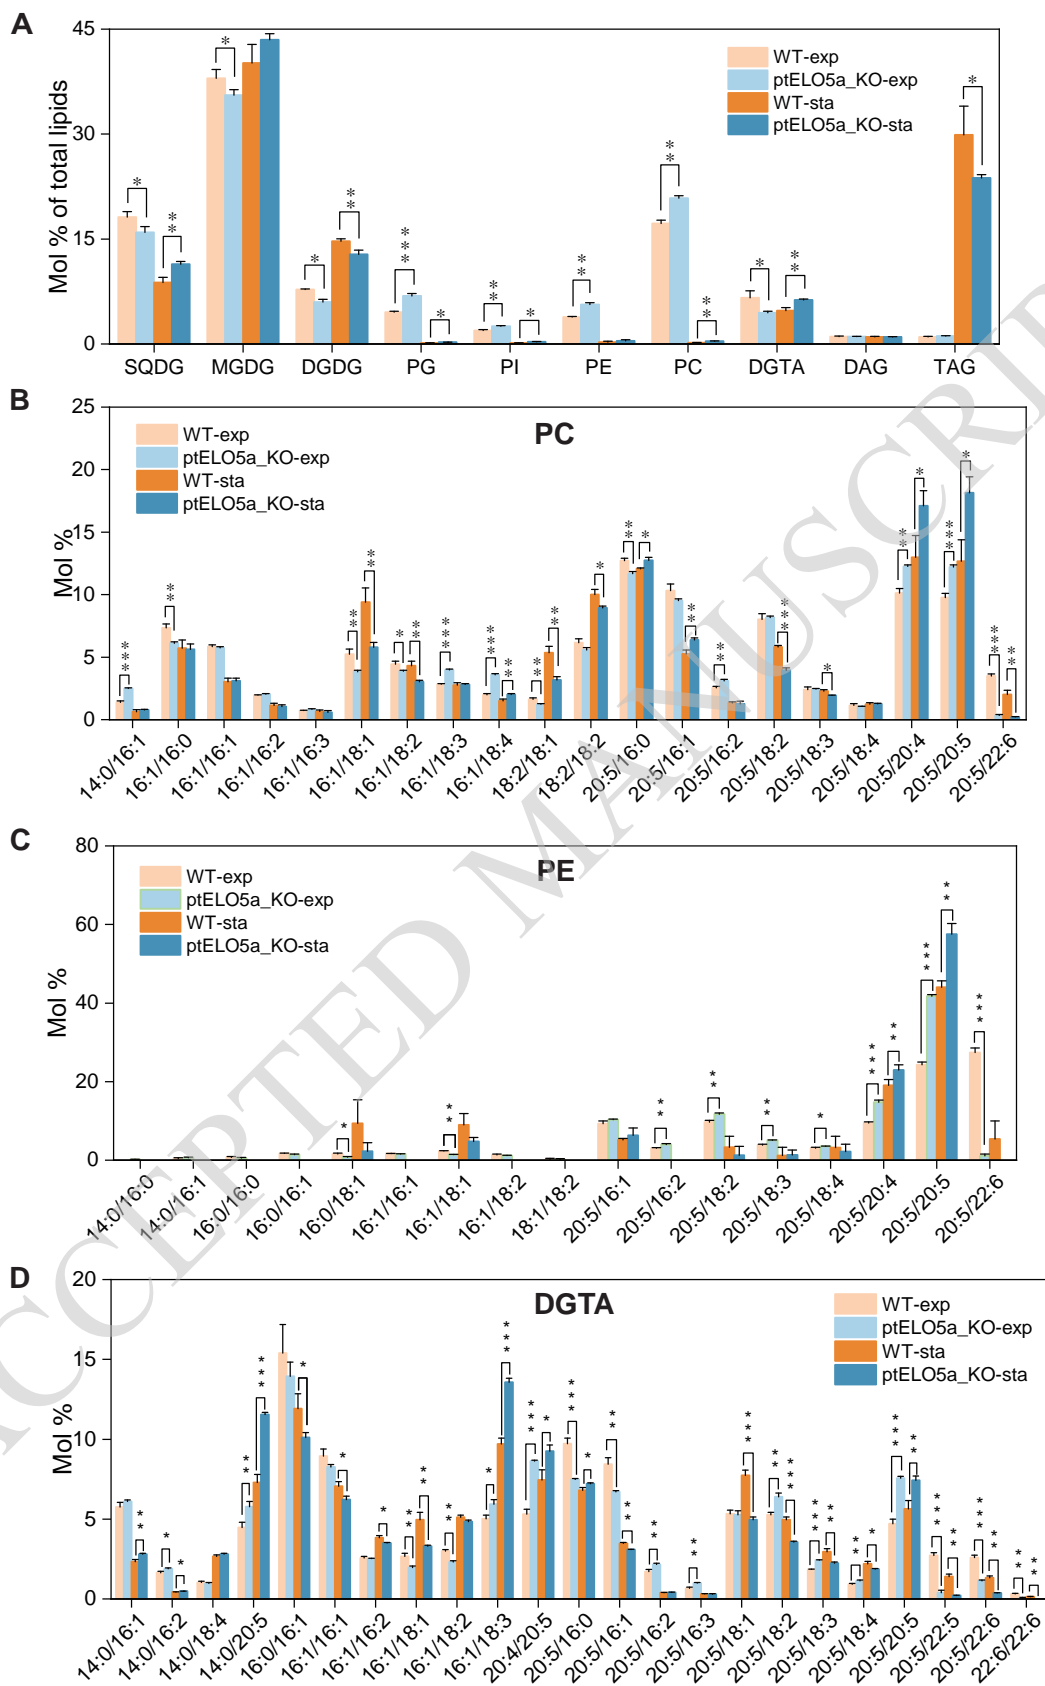 A
45
30
15
0
Mol % of total lipids
WT-exp
ptELO5a_KO-exp
WT-sta
ptELO5a_KO-sta
* * ** * * ** *** * ** * ** ** ** * ** *
SQDG MGDG DGDG PG PI PE PC DGTA DAG TAG
B
25
20
15
10
5
0
Mol %
PC
WT-exp
ptELO5a_KO-exp
WT-sta
ptELO5a_KO-sta
14:0/16:1 16:1/16:0 16:1/16:1 16:1/16:2 16:1/16:3 16:1/18:1 16:1/18:2 16:1/18:3 16:1/18:4 18:2/18:1 18:2/18:2 20:5/16:0 20:5/16:1 20:5/16:2 20:5/18:2 20:5/18:3 20:5/18:4 20:5/20:4 20:5/20:5 20:5/22:6
C
80
60
40
20
0
Mol %
PE
WT-exp
ptELO5a_KO-exp
WT-sta
ptELO5a_KO-sta
14:0/16:0 14:0/16:1 16:0/16:0 16:0/16:1 16:0/18:1 16:1/16:1 16:1/18:1 16:1/18:2 18:1/18:2 20:5/16:1 20:5/16:2 20:5/18:2 20:5/18:3 20:5/18:4 20:5/20:4 20:5/20:5 20:5/22:6
D
20
15
10
5
0
Mol %
DGTA
WT-exp
ptELO5a_KO-exp
WT-sta
ptELO5a_KO-sta
14:0/16:1 14:0/16:2 14:0/18:4 14:0/20:5 16:0/16:1 16:1/16:1 16:1/16:2 16:1/18:1 16:1/18:2 16:1/18:3 20:4/20:5 20:5/16:0 20:5/16:1 20:5/16:2 20:5/16:3 20:5/18:1 20:5/18:2 20:5/18:3 20:5/18:4 20:5/20:5 20:5/22:5 20:5/22:6 22:6/22:6
ACCEPTED MANUSCRIPT